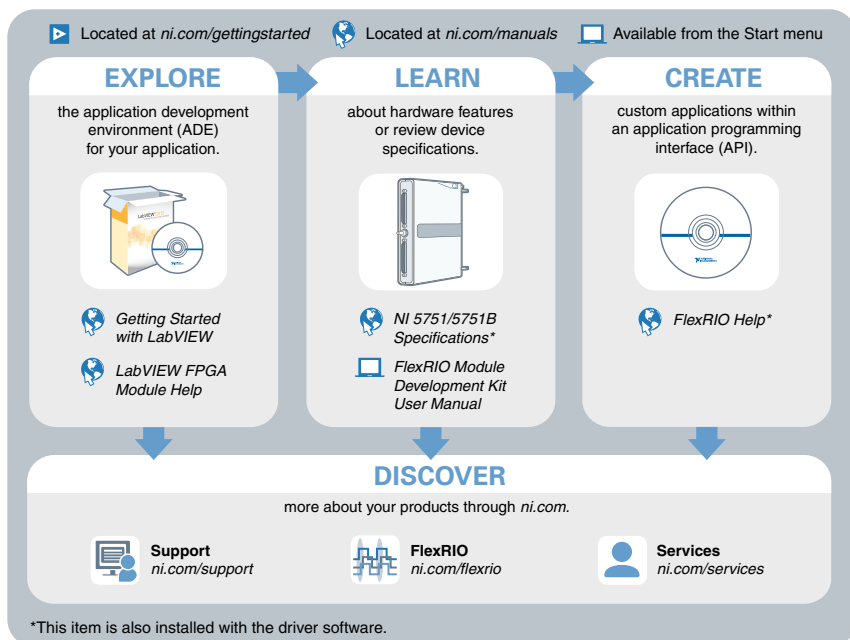 Located at ni.com/gettingstarted
Located at ni.com/manuals
Available from the Start menu
EXPLORE
the application development
environment (ADE)
for your application.
LabVIEW
Getting Started
with LabVIEW
LabVIEW FPGA
Module Help
LEARN
about hardware features
or review device
specifications.
NI 5751/5751B
Specifications*
FlexRIO Module
Development Kit
User Manual
CREATE
custom applications within
an application programming
interface (API).
FlexRIO Help*
DISCOVER
more about your products through ni.com.
Support
ni.com/support
FlexRIO
ni.com/flexrio
Services
ni.com/services
*This item is also installed with the driver software.